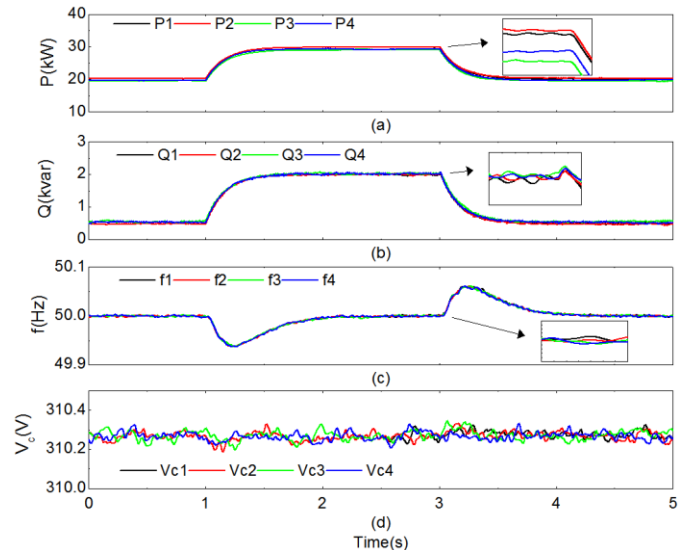 P1 P2 P3 P4
40
30
20
10
P(kW)
(a)
Q1 Q2 Q3 Q4
3
2
1
0
Q(kvar)
(b)
f1 f2 f3 f4
50.1
50.0
49.9
f(Hz)
(c)
310.4
310.2
310.0
Vc(V)
Vc1 Vc2 Vc3 Vc4
0 1 2 3 4 5
(d)
Time(s)